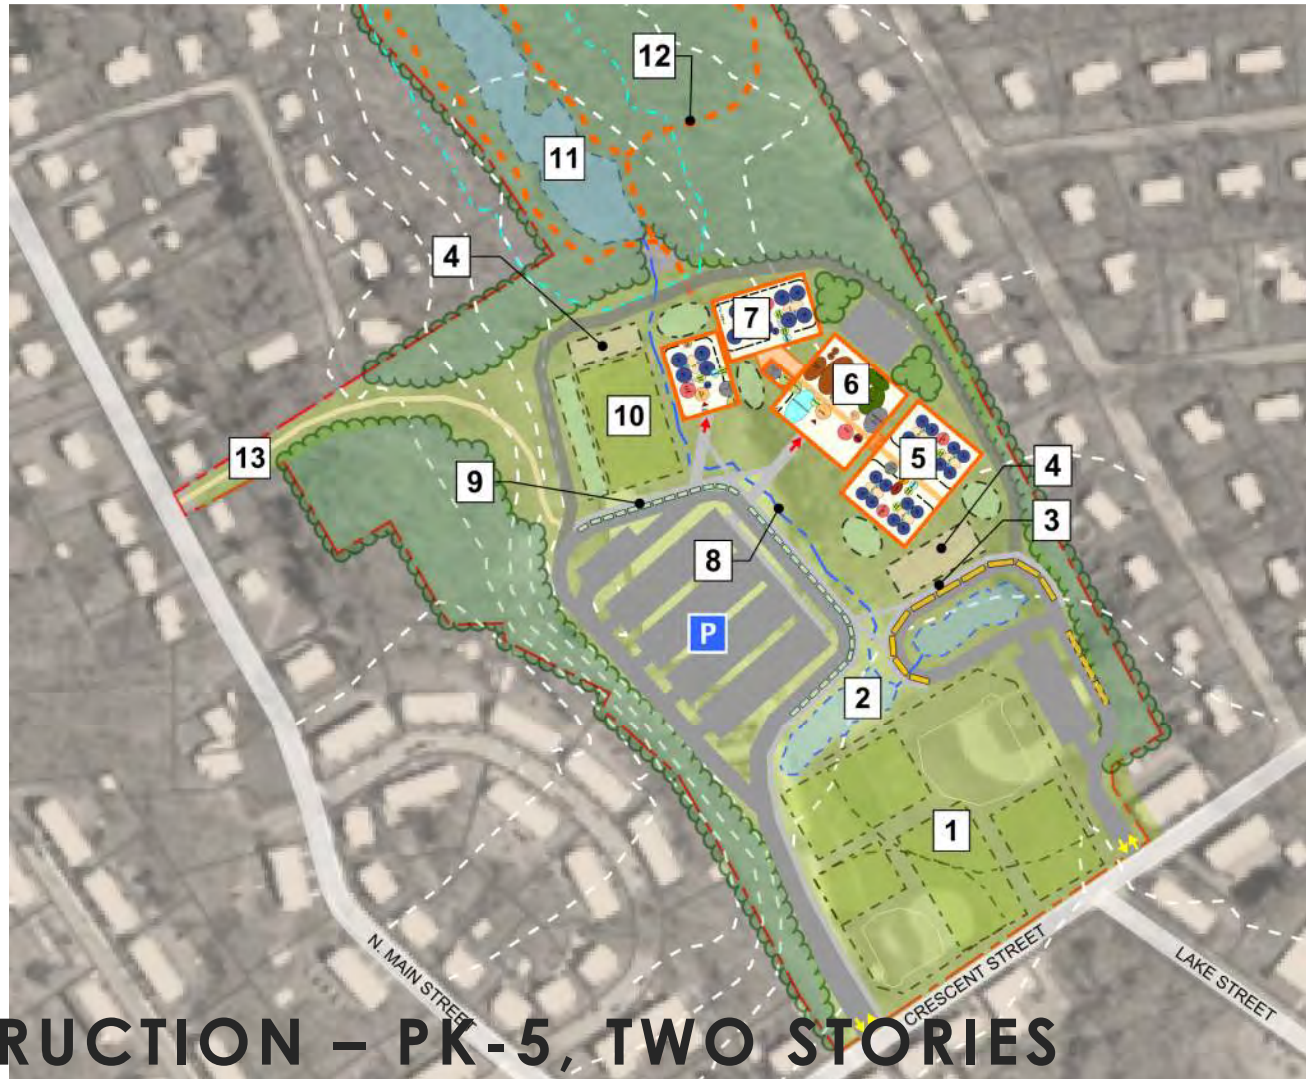 12
11
4
7
6
13
10
5
4
9
3
8
P
2
1
N. MAIN STREET
CRESCENT STREET
LAKE STREET
RUCTION – PK-5, TWO STORIES